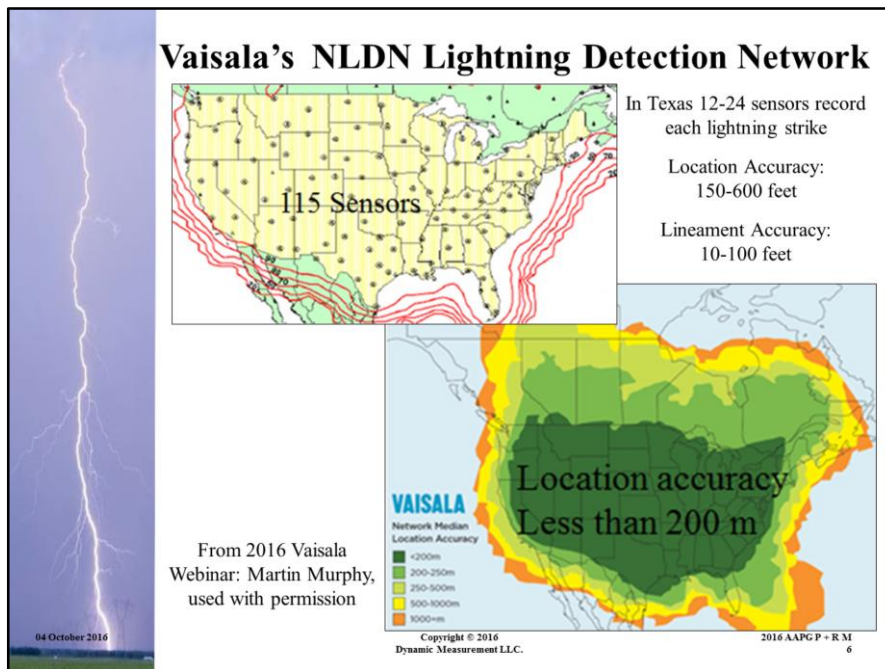 Vaisala's NLDN Lightning Detection Network
115 Sensors
In Texas 12-24 sensors record
each lightning strike
Location Accuracy:
150-600 feet
Lineament Accuracy:
10-100 feet
Location accuracy
Less than 200 m
VAISALA
Network Median
Location Accuracy
<200m
200-250m
250-500m
500-1000m
1000+m
From 2016 Vaisala
Webinar: Martin Murphy,
used with permission
04 October 2016
Copyright © 2016
Dynamic Measurement LLC.
2016 AAPG P + R M
6